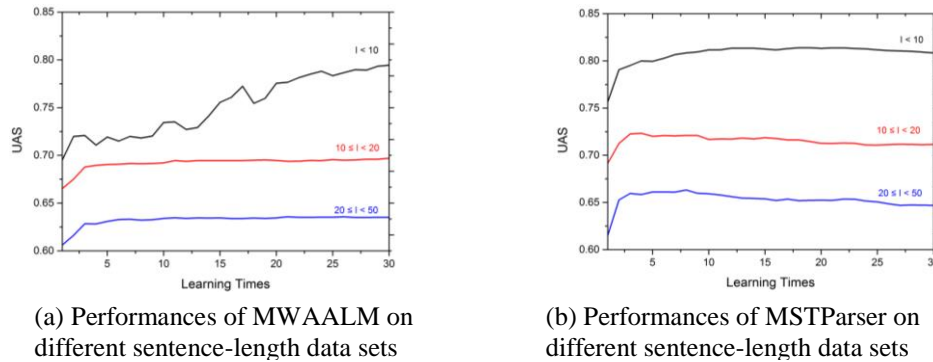 0.85
0.80
0.75
0.70
0.65
0.60
UAS
l < 10
10 ≤ l < 20
20 ≤ l < 50
5 10 15 20 25 30
Learning Times
(a) Performances of MWAALM on
different sentence-length data sets
0.85
0.80
0.75
0.70
0.65
0.60
UAS
l < 10
10 ≤ l < 20
20 ≤ l < 50
5 10 15 20 25 30
Learning Times
(b) Performances of MSTParser on
different sentence-length data sets